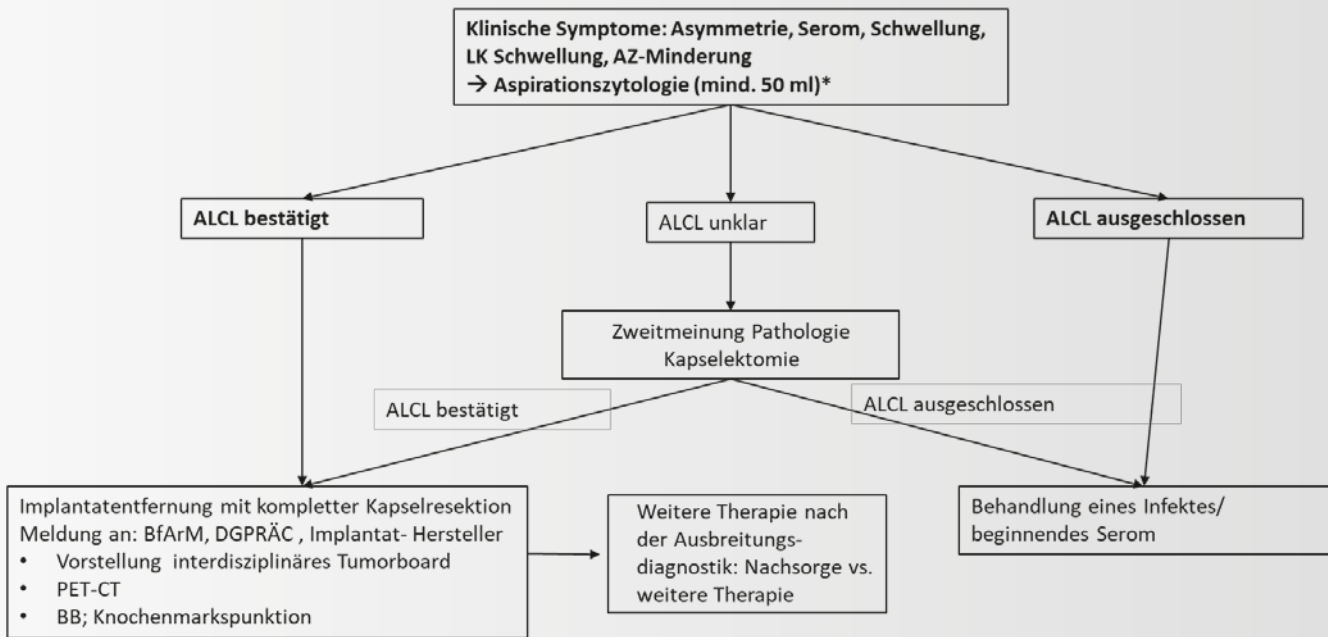 Klinische Symptome: Asymmetrie, Serom, Schwellung,
LK Schwellung, AZ-Minderung
→ Aspirationszytologie (mind. 50 ml)*
ALCL bestätigt
ALCL unklar
ALCL ausgeschlossen
Zweitmeinung Pathologie
Kapselektomie
ALCL bestätigt
ALCL ausgeschlossen
Implantatentfernung mit kompletter Kapselresektion
Meldung an: BfArM, DGPRÄC , Implantat- Hersteller
• Vorstellung interdisziplinäres Tumorboard
• PET-CT
• BB; Knochenmarkspunktion
Weitere Therapie nach
der Ausbreitungs-
diagnostik: Nachsorge vs.
weitere Therapie
Behandlung eines Infektes/
beginnendes Serom